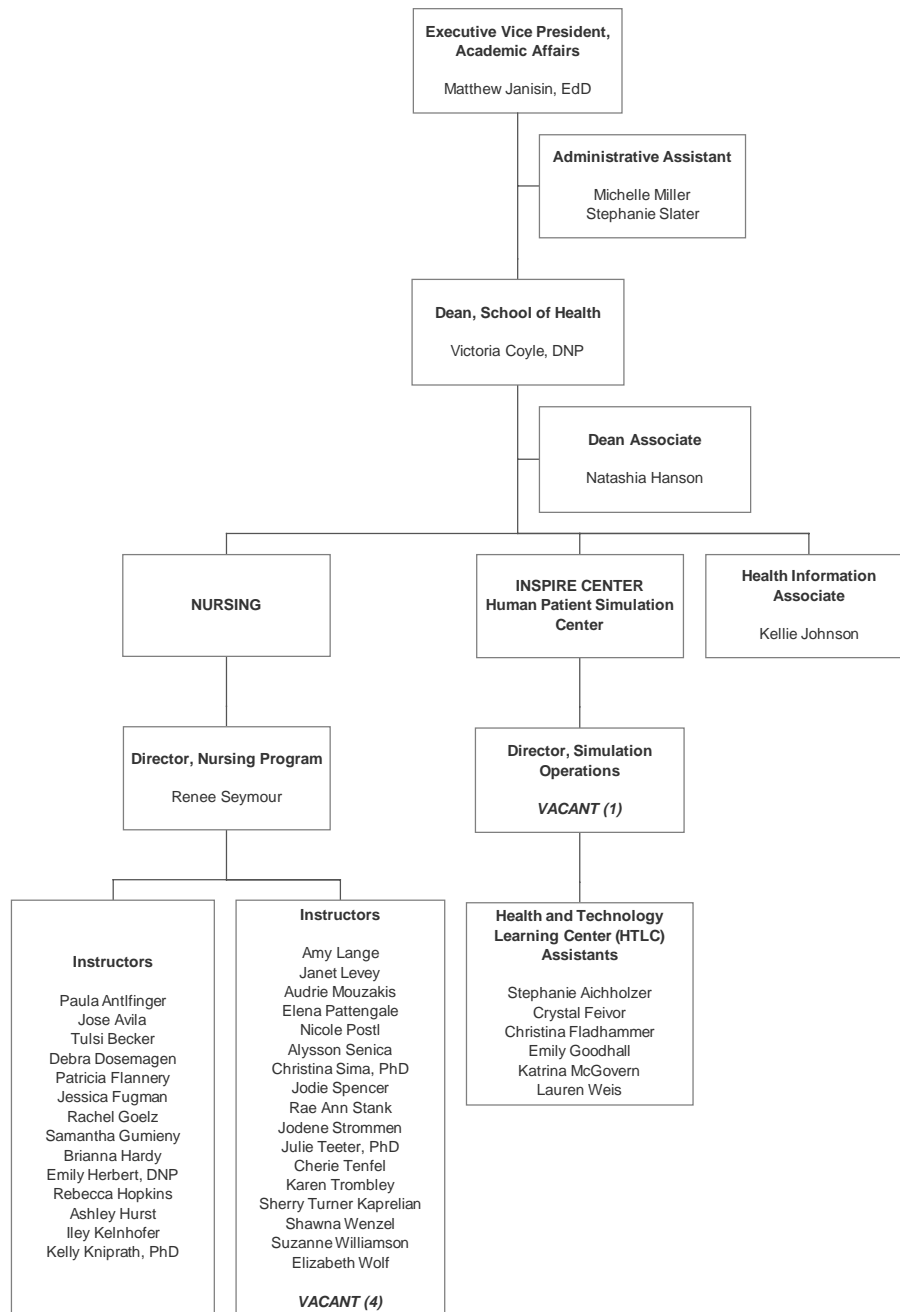 Executive Vice President,
Academic Affairs
Matthew Janisin, EdD
Administrative Assistant
Michelle Miller
Stephanie Slater
Dean, School of Health
Victoria Coyle, DNP
Dean Associate
Natashia Hanson
NURSING
INSPIRE CENTER
Human Patient Simulation
Center
Health Information
Associate
Kellie Johnson
Director, Nursing Program
Renee Seymour
Director, Simulation
Operations
VACANT (1)
Instructors
Paula Antlfinger
Jose Avila
Tulsi Becker
Debra Dosemagen
Patricia Flannery
Jessica Fugman
Rachel Goelz
Samantha Gumieny
Brianna Hardy
Emily Herbert, DNP
Rebecca Hopkins
Ashley Hurst
Iley Kelnhofer
Kelly Kniprath, PhD
Instructors
Amy Lange
Janet Levey
Audrie Mouzakis
Elena Pattengale
Nicole Postl
Alysson Senica
Christina Sima, PhD
Jodie Spencer
Rae Ann Stank
Jodene Strommen
Julie Teeter, PhD
Cherie Tenfel
Karen Trombley
Sherry Turner Kaprelian
Shawna Wenzel
Suzanne Williamson
Elizabeth Wolf
VACANT (4)
Health and Technology
Learning Center (HTLC)
Assistants
Stephanie Aichholzer
Crystal Feivor
Christina Fladhammer
Emily Goodhall
Katrina McGovern
Lauren Weis